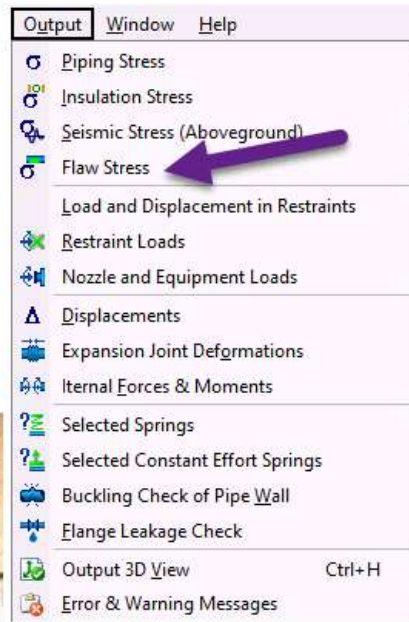 Output Window Help
Piping Stress
Insulation Stress
Seismic Stress (Aboveground)
Flaw Stress
Load and Displacement in Restraints
Restraint Loads
Nozzle and Equipment Loads
Displacements
Expansion Joint Deformations
Iternal Forces & Moments
Selected Springs
Selected Constant Effort Springs
Buckling Check of Pipe Wall
Flange Leakage Check
Output 3D View Ctrl+H
Error & Warning Messages